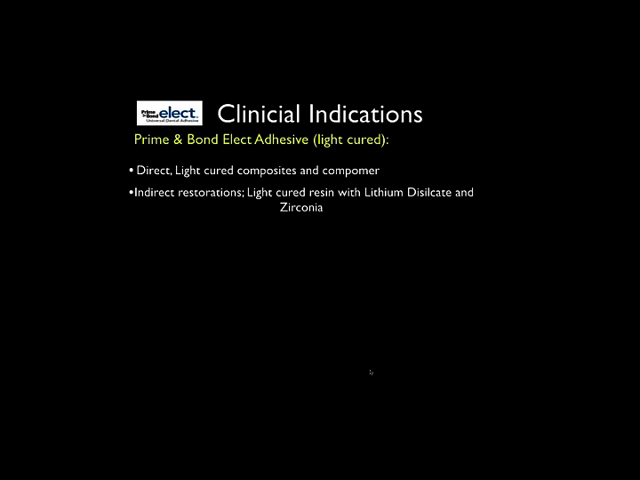 Prime & Bond elect
Universal Dental Adhesive
Clinicial Indications
Prime & Bond Elect Adhesive (light cured):
• Direct, Light cured composites and compomer
•Indirect restorations; Light cured resin with Lithium Disilcate and
Zirconia